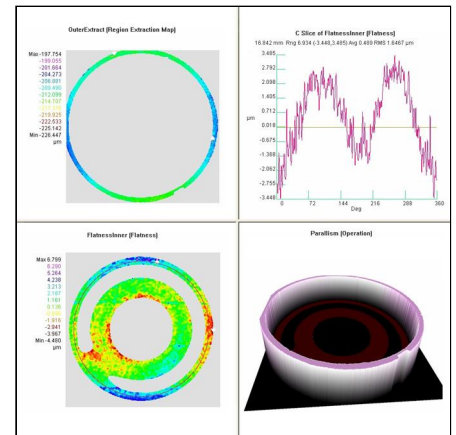 OuterExtract (Region Extraction Map)
Max -197.754
-199.055
-201.664
-204.273
-206.881
-209.490
-212.099
-214.707
-219.925
-222.533
-225.142
Min -226.447
µm
C Slice of FlatnessInner (Flatness)
16.842 mm Rng 6.934 (-3.448,3.485) Avg 0.489 RMS 1.6467 µm
3.485
2.792
2.098
1.405
0.712
0.018
-0.675
-1.368
-2.062
-2.755
-3.448
µm
0 72 144 216 288 360
Deg
FlatnessInner (Flatness)
Max 6.799
6.290
5.264
4.238
3.213
2.187
1.161
0.136
-1.916
-2.941
-3.967
Min -4.480
µm
Parallism (Operation)